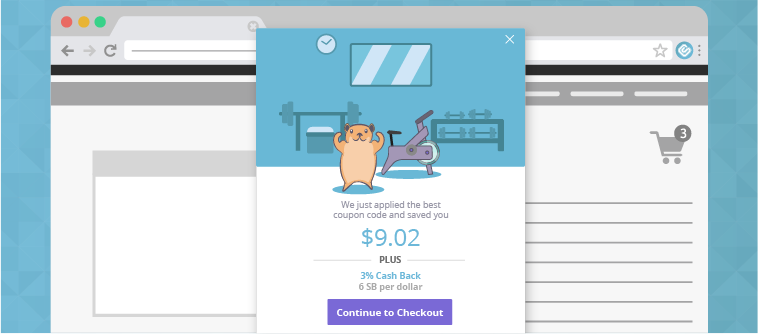 3
We just applied the best
coupon code and saved you
$9.02
PLUS
3% Cash Back
6 SB per dollar
Continue to Checkout